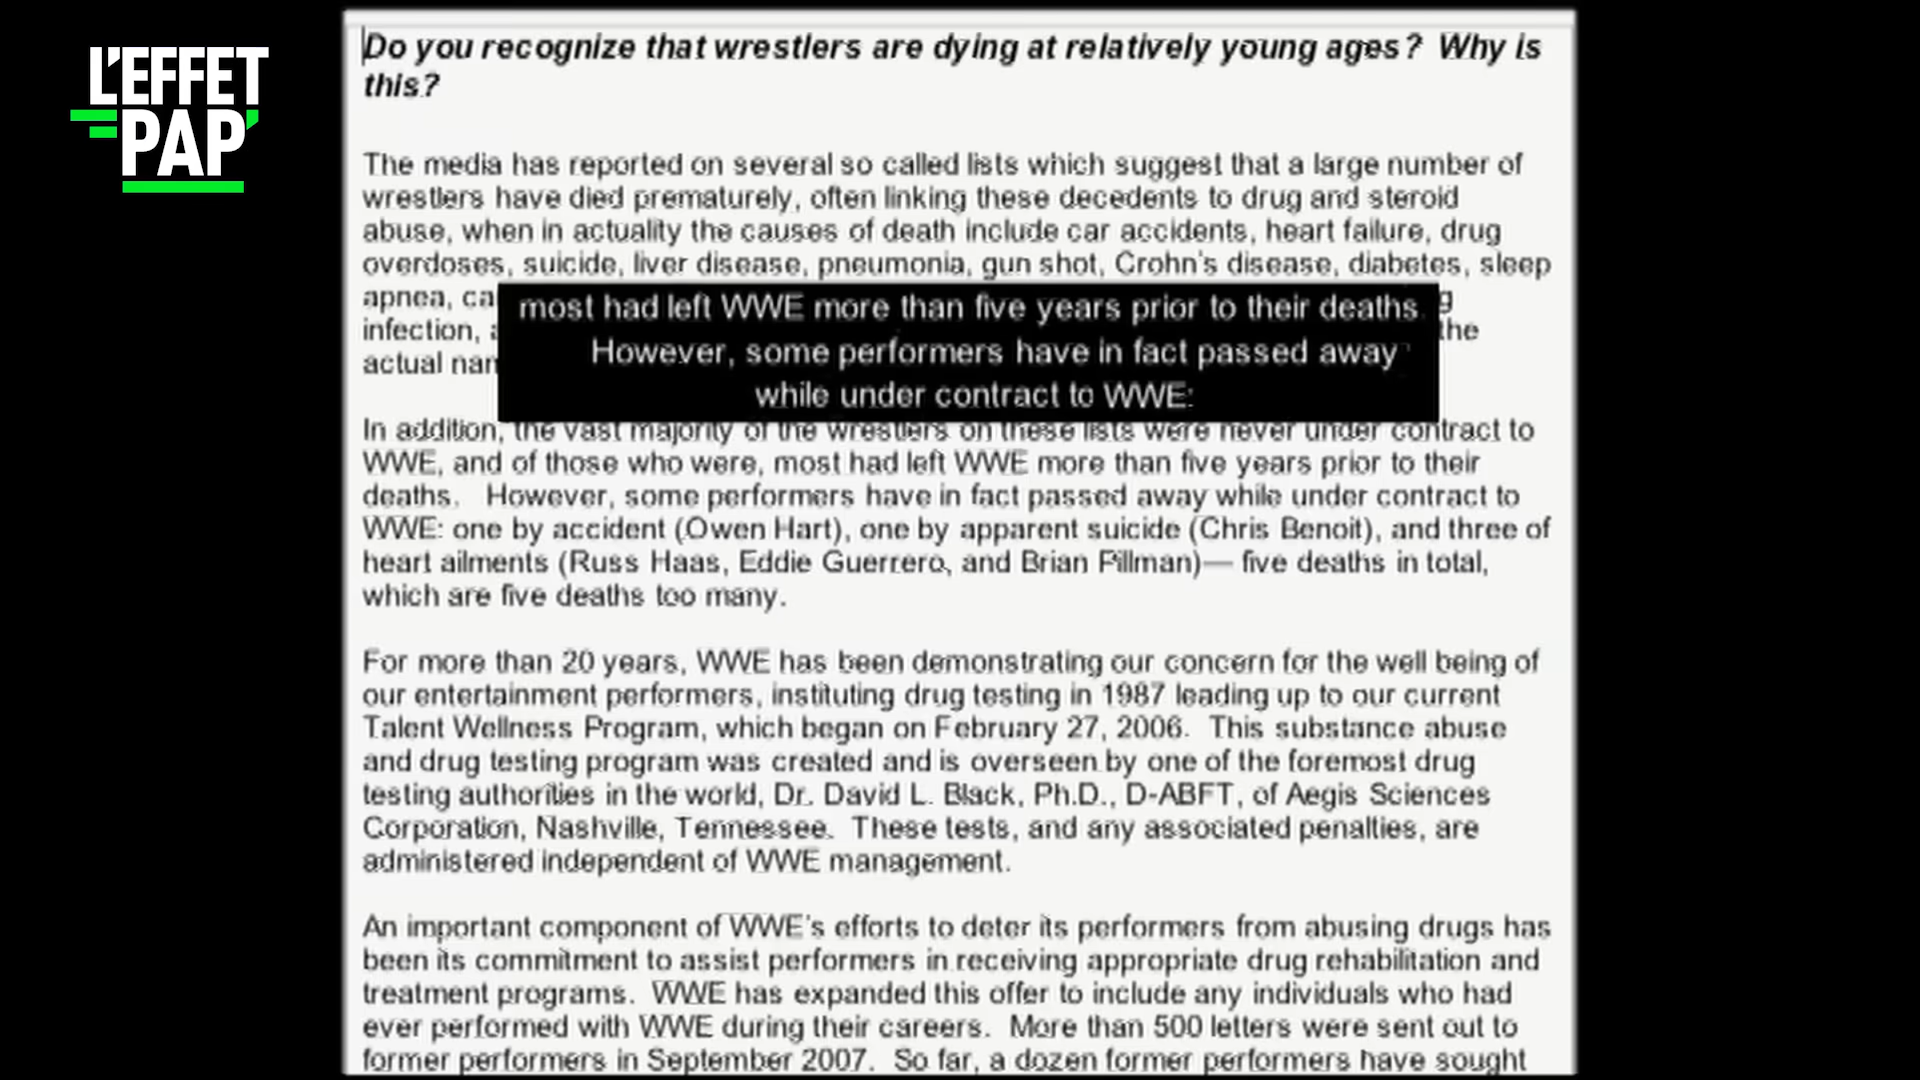 L'EFFET
PAP'
Do you recognize that wrestlers are dying at relatively young ages? Why is
this?
The media has reported on several so called lists which suggest that a large number of
wrestlers have died prematurely, often linking these decedents to drug and steroid
abuse, when in actuality the causes of death include car accidents, heart failure, drug
overdoses, suicide, liver disease, pneumonia, gun shot, Crohn's disease, diabetes, sleep
apnea,
infection, the
actual
most had left WWE more than five years prior to their deaths.
However, some performers have in fact passed away
while under contract to WWE:
In addition, the vast majority of the wrestlers on these lists were never under contract to
WWE, and of those who were, most had left WWE more than five years prior to their
deaths. However, some performers have in fact passed away while under contract to
WWE: one by accident (Owen Hart), one by apparent suicide (Chris Benoit), and three of
heart ailments (Russ Haas, Eddie Guerrero, and Brian Pillman)— five deaths in total,
which are five deaths too many.
For more than 20 years, WWE has been demonstrating our concern for the well being of
our entertainment performers, instituting drug testing in 1987 leading up to our current
Talent Wellness Program, which began on February 27, 2006. This substance abuse
and drug testing program was created and is overseen by one of the foremost drug
testing authorities in the world, Dr. David L. Black, Ph.D., D-ABFT, of Aegis Sciences
Corporation, Nashville, Tennessee. These tests, and any associated penalties, are
administered independent of WWE management.
An important component of WWE's efforts to deter its performers from abusing drugs has
been its commitment to assist performers in receiving appropriate drug rehabilitation and
treatment programs. WWE has expanded this offer to include any individuals who had
ever performed with WWE during their careers. More than 500 letters were sent out to
former performers in September 2007. So far, a dozen former performers have sought